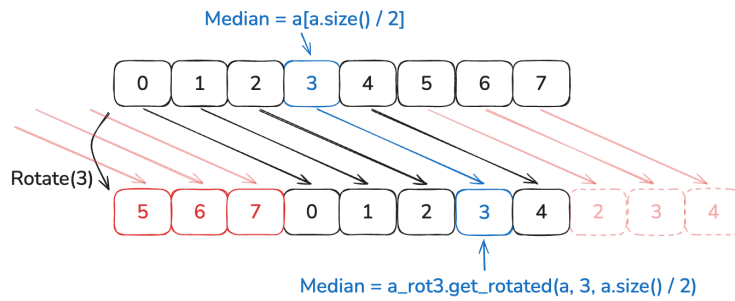 Median = a[a.size() / 2]
0 1 2 3 4 5 6 7
Rotate(3)
5 6 7 0 1 2 3 4 2 3 4
Median = a_rot3.get_rotated(a, 3, a.size() / 2)